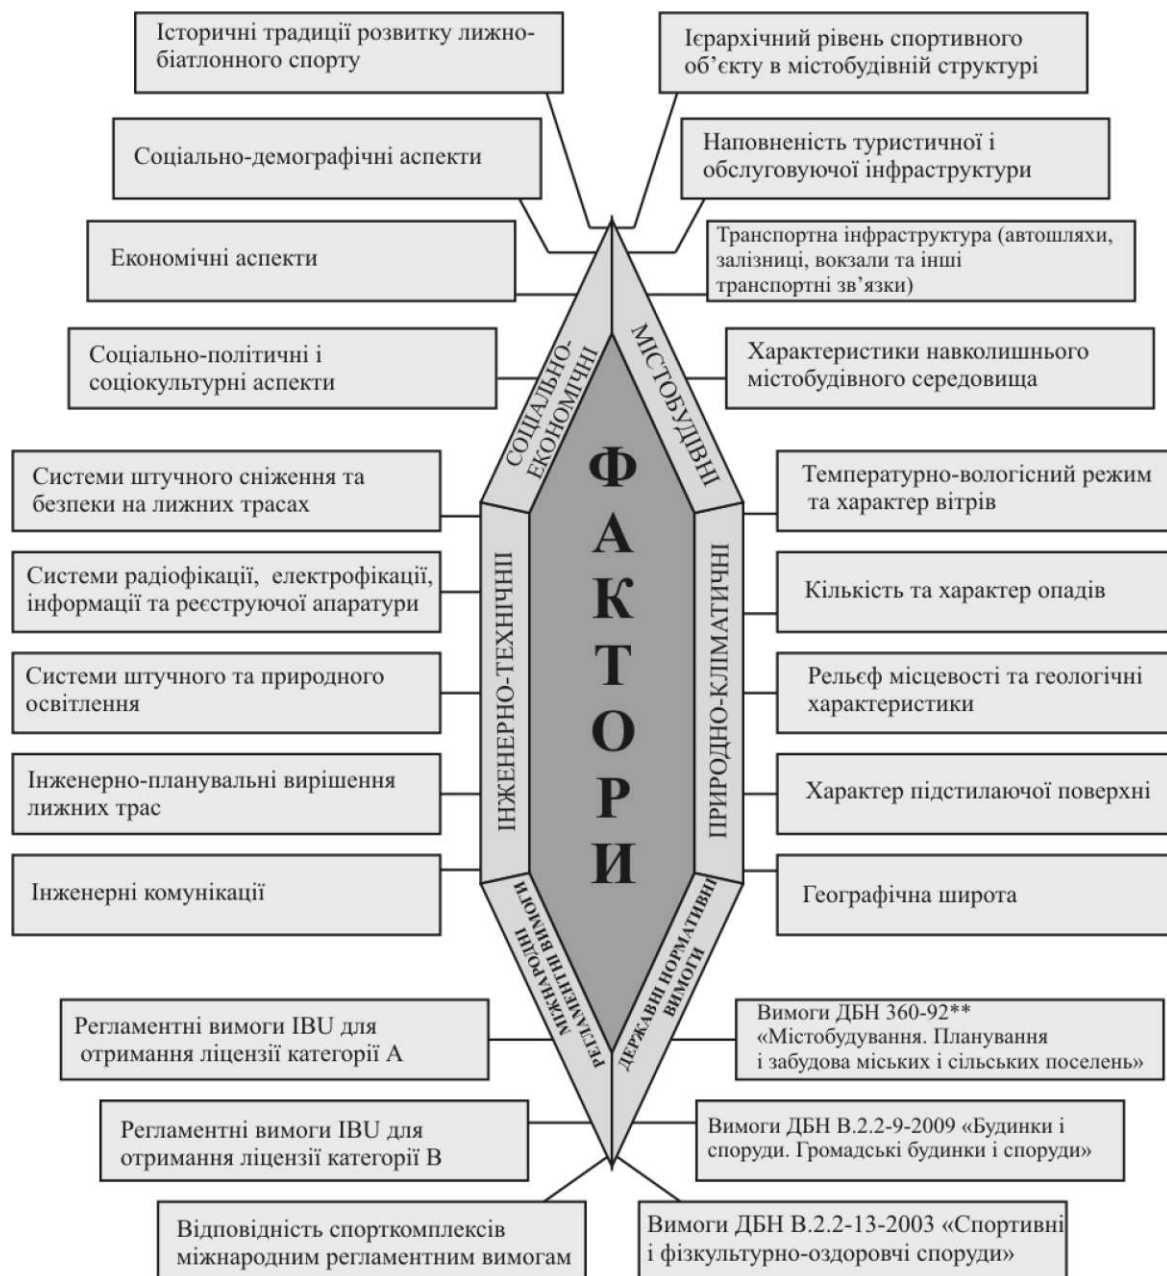 Історичні традиції розвитку лижно-
біатлонного спорту
Ієрархічний рівень спортивного
об’єкту в містобудівній структурі
Соціально-демографічні аспекти
Наповненість туристичної і
обслуговуючої інфраструктури
Економічні аспекти
Транспортна інфраструктура (автошляхи,
залізниці, вокзали та інші
транспортні зв’язки)
Соціально-політичні і
соціокультурні аспекти
Характеристики навколишнього
містобудівного середовища
СОЦІАЛЬНО-
ЕКОНОМІЧНІ
МІСТОБУДІВНІ
ФАКТОРИ
Системи штучного сніження та
безпеки на лижних трасах
Температурно-вологісний режим
та характер вітрів
Системи радіофікації, електрофікації,
інформації та реєструючої апаратури
Кількість та характер опадів
ІНЖЕНЕРНО-ТЕХНІЧНІІ
ПРИРОДНО-КЛІМАТИЧНІ
Системи штучного та природного
освітлення
Рельєф місцевості та геологічні
характеристики
Інженерно-планувальні вирішення
лижних трас
Характер підстилаючої поверхні
Інженерні комунікації
Географічна широта
МІЖНАРОДНІ
РЕГЛАМЕНТНІ ВИМОГИ
ДЕРЖАВНІ НОРМАТИВНІ
ВИМОГИ
Регламентні вимоги IBU для
отримання ліцензії категорії А
Вимоги ДБН 360-92**
«Містобудування. Планування
і забудова міських і сільських поселень»
Регламентні вимоги IBU для
отримання ліцензії категорії В
Вимоги ДБН В.2.2-9-2009 «Будинки і
споруди. Громадські будинки і споруди»
Відповідність спорткомплексів
міжнародним регламентним вимогам
Вимоги ДБН В.2.2-13-2003 «Спортивні
і фізкультурно-оздоровчі споруди»